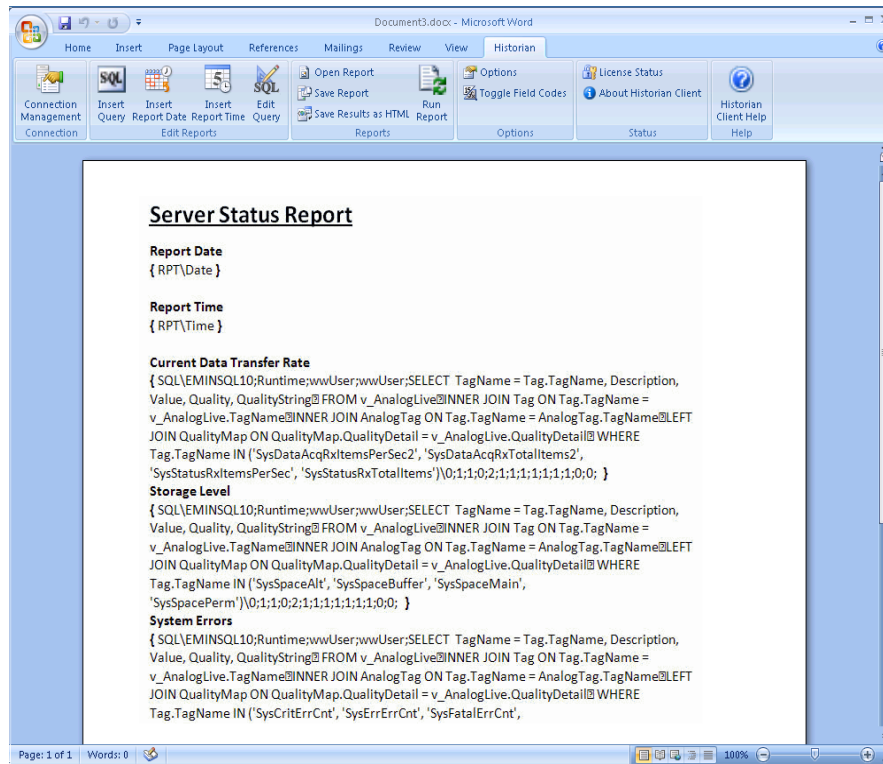 Document3.docx - Microsoft Word
Home Insert Page Layout References Mailings Review View Historian
Connection Management
Insert Query
Insert Report Date
Insert Report Time
Edit Query
Open Report
Save Report
Save Results as HTML
Run Report
Options
Toggle Field Codes
License Status
About Historian Client
Historian Client Help
Connection Edit Reports Reports Options Status Help
Server Status Report
Report Date
{ RPT\Date }
Report Time
{ RPT\Time }
Current Data Transfer Rate
{ SQL\EMINSQL10;Runtime;wwUser;wwUser;SELECT TagName = Tag.TagName, Description,
Value, Quality, QualityString FROM v_AnalogLive INNER JOIN Tag ON Tag.TagName =
v_AnalogLive.TagName INNER JOIN AnalogTag ON Tag.TagName = AnalogTag.TagName LEFT
JOIN QualityMap ON QualityMap.QualityDetail = v_AnalogLive.QualityDetail WHERE
Tag.TagName IN ('SysDataAcqRxItemsPerSec2', 'SysDataAcqRxTotalItems2',
'SysStatusRxItemsPerSec', 'SysStatusRxTotalItems')\0;1;1;0;2;1;1;1;1;1;1;1;0;0; }
Storage Level
{ SQL\EMINSQL10;Runtime;wwUser;wwUser;SELECT TagName = Tag.TagName, Description,
Value, Quality, QualityString FROM v_AnalogLive INNER JOIN Tag ON Tag.TagName =
v_AnalogLive.TagName INNER JOIN AnalogTag ON Tag.TagName = AnalogTag.TagName LEFT
JOIN QualityMap ON QualityMap.QualityDetail = v_AnalogLive.QualityDetail WHERE
Tag.TagName IN ('SysSpaceAlt', 'SysSpaceBuffer', 'SysSpaceMain',
'SysSpacePerm')\0;1;1;0;2;1;1;1;1;1;1;1;0;0; }
System Errors
{ SQL\EMINSQL10;Runtime;wwUser;wwUser;SELECT TagName = Tag.TagName, Description,
Value, Quality, QualityString FROM v_AnalogLive INNER JOIN Tag ON Tag.TagName =
v_AnalogLive.TagName INNER JOIN AnalogTag ON Tag.TagName = AnalogTag.TagName LEFT
JOIN QualityMap ON QualityMap.QualityDetail = v_AnalogLive.QualityDetail WHERE
Tag.TagName IN ('SysCritErrCnt', 'SysErrErrCnt', 'SysFatalErrCnt',
Page: 1 of 1 Words: 0 100%